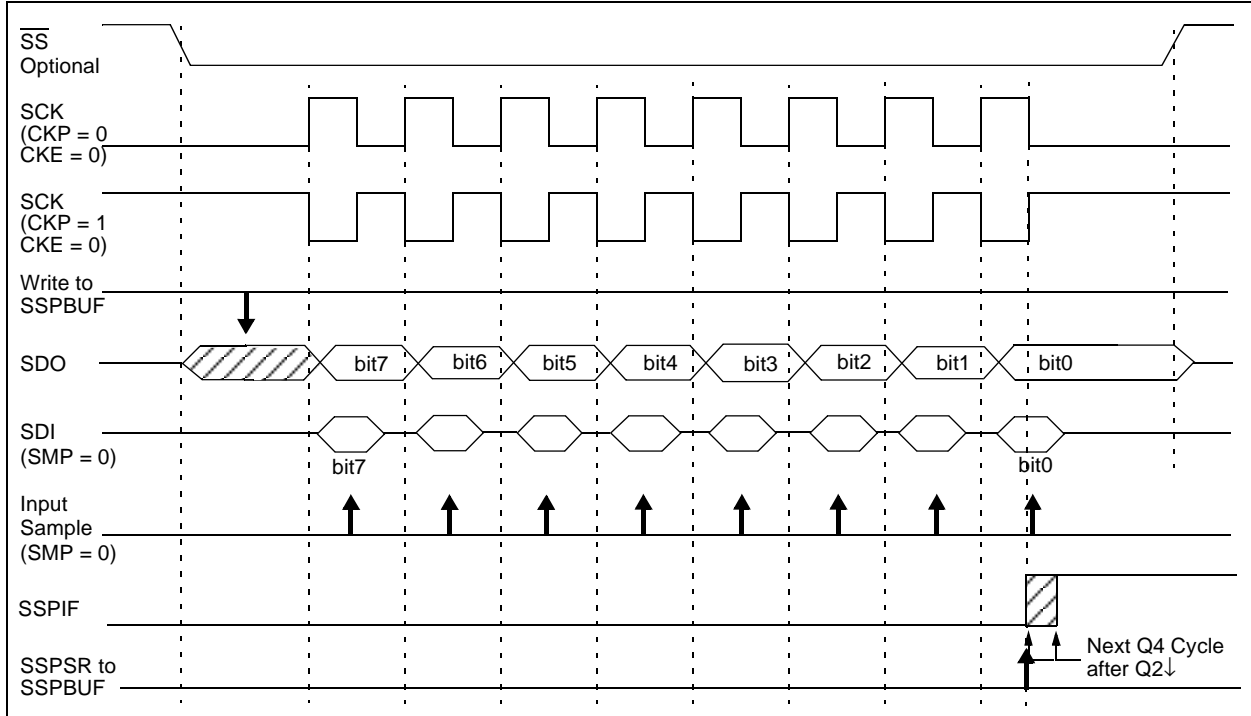 SS
Optional
SCK
(CKP = 0
CKE = 0)
SCK
(CKP = 1
CKE = 0)
Write to
SSPBUF
SDO
bit7 bit6 bit5 bit4 bit3 bit2 bit1 bit0
SDI
(SMP = 0)
bit7 bit0
Input
Sample
(SMP = 0)
SSPIF
Next Q4 Cycle
after Q2↓
SSPSR to
SSPBUF